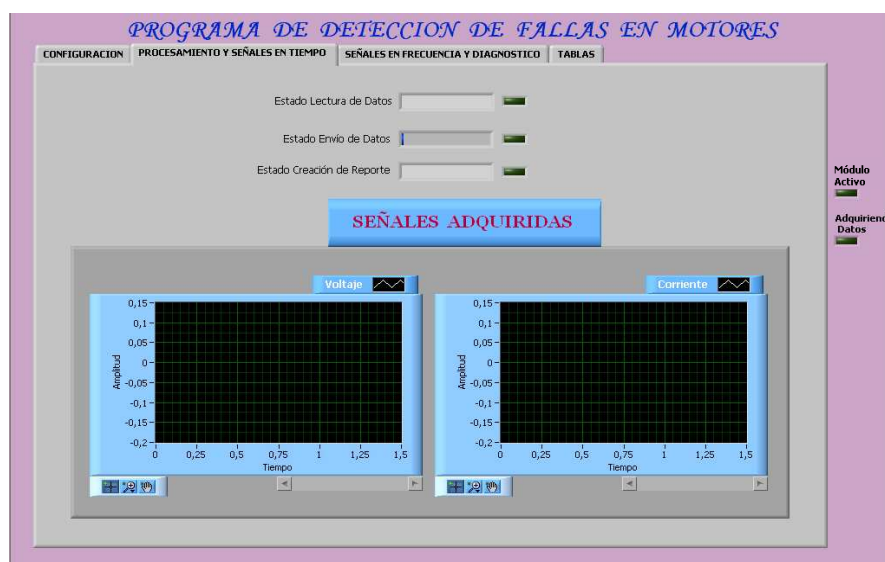 PROGRAMA DE DETECCION DE FALLAS EN MOTORES
CONFIGURACION
PROCESAMIENTO Y SEÑALES EN TIEMPO
SEÑALES EN FRECUENCIA Y DIAGNOSTICO
TABLAS
Estado Lectura de Datos
Estado Envío de Datos
Estado Creación de Reporte
Módulo
Activo
Adquirienc
Datos
SEÑALES ADQUIRIDAS
Voltaje
0,15
0,1
0,05
0
-0,05
-0,1
-0,15
-0,2
Amplitud
0 0,25 0,5 0,75 1 1,25 1,5
Tiempo
Corriente
0,15
0,1
0,05
0
-0,05
-0,1
-0,15
-0,2
Amplitud
0 0,25 0,5 0,75 1 1,25 1,5
Tiempo